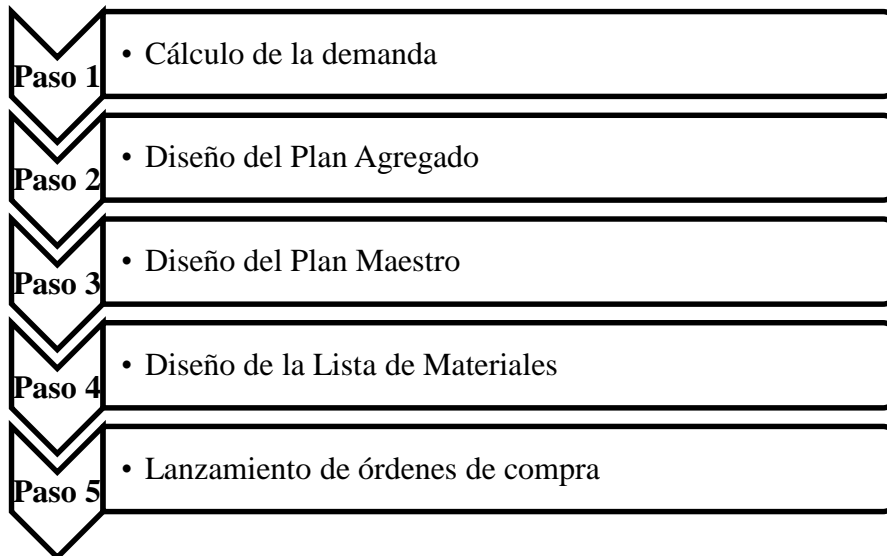 Paso 1
• Cálculo de la demanda
Paso 2
• Diseño del Plan Agregado
Paso 3
• Diseño del Plan Maestro
Paso 4
• Diseño de la Lista de Materiales
Paso 5
• Lanzamiento de órdenes de compra